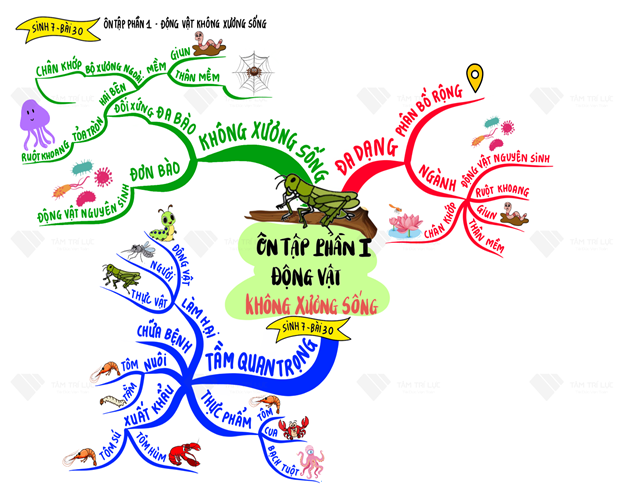 SINH 7 - BÀI 30
ÔN TẬP PHẦN 1 - ĐỘNG VẬT KHÔNG XƯƠNG SỐNG
KHÔNG XƯƠNG SỐNG
ĐA BÀO
ĐỐI XỨNG
HAI BÊN
BỘ XƯƠNG NGOÀI
CHÂN KHỚP
MỀM
GIUN
THÂN MỀM
TỎA TRÒN
RUỘT KHOANG
ĐƠN BÀO
ĐỘNG VẬT NGUYÊN SINH
ĐA DẠNG
PHÂN BỐ RỘNG
NGÀNH
ĐỘNG VẬT NGUYÊN SINH
RUỘT KHOANG
GIUN
THÂN MỀM
CHÂN KHỚP
ÔN TẬP PHẦN I
ĐỘNG VẬT
KHÔNG XƯƠNG SỐNG
SINH 7 - BÀI 30
TẦM QUAN TRỌNG
LÀM HẠI
ĐỘNG VẬT
NGƯỜI
THỰC VẬT
CHỮA BỆNH
NUÔI
TÔM
TẰM
XUẤT KHẨU
TÔM SÚ
TÔM HÙM
THỰC PHẨM
TÔM
CUA
BẠCH TUỘT
TÂM TRÍ LỰC